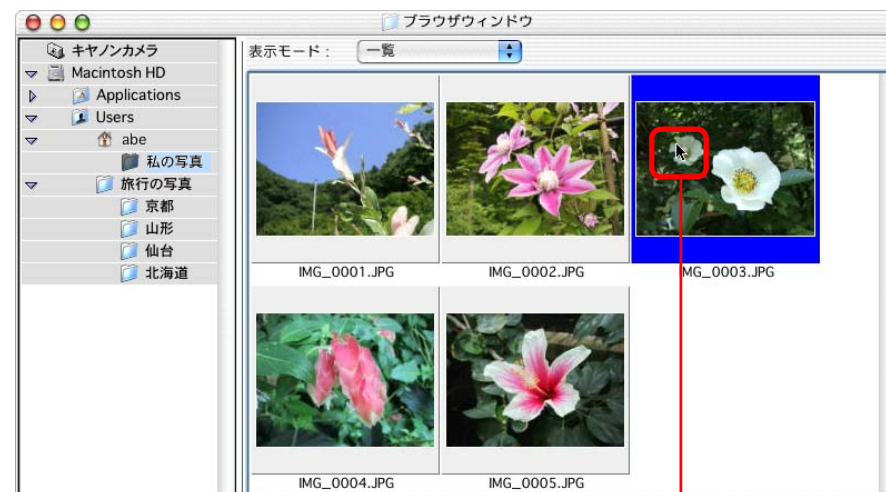 ブラウザウィンドウ
キヤノンカメラ
Macintosh HD
Applications
Users
abe
私の写真
旅行の写真
京都
山形
仙台
北海道
表示モード： 一覧
IMG_0001.JPG
IMG_0002.JPG
MG_0003.JPG
IMG_0004.JPG
IMG_0005.JPG